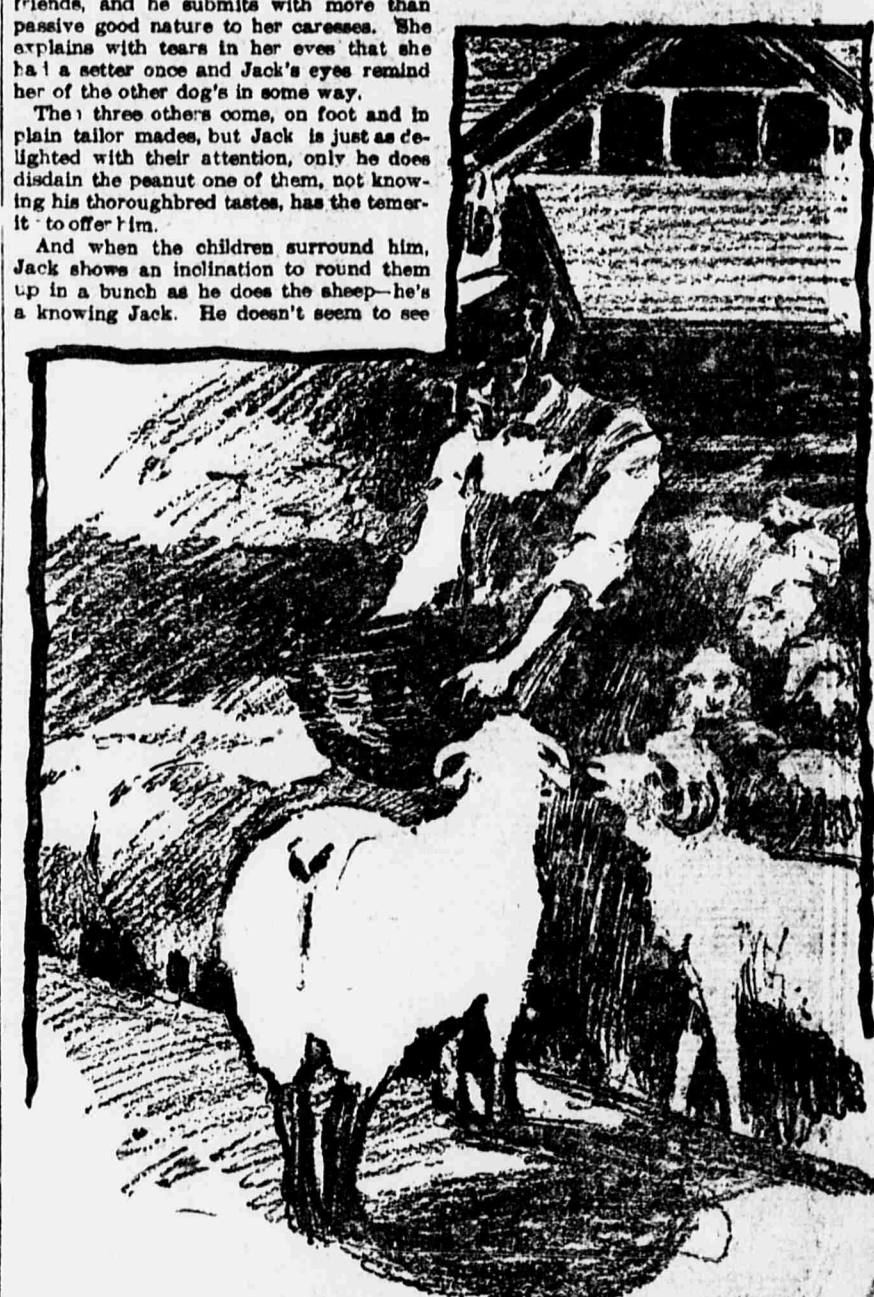 friends, and he submits with more than
passive good nature to her caresses. She
explains with tears in her eyes that she
had a setter once and Jack's eyes remind
her of the other dog's in some way.
Then three others come, on foot and in
plain tailor mades, but Jack is just as de-
lighted with their attention, only he does
disdain the peanut one of them, not know-
ing his thoroughbred tastes, has the temer-
it to offer him.
And when the children surround him,
Jack shows an inclination to round them
up in a bunch as he does the sheep—he's
a knowing Jack. He doesn't seem to see